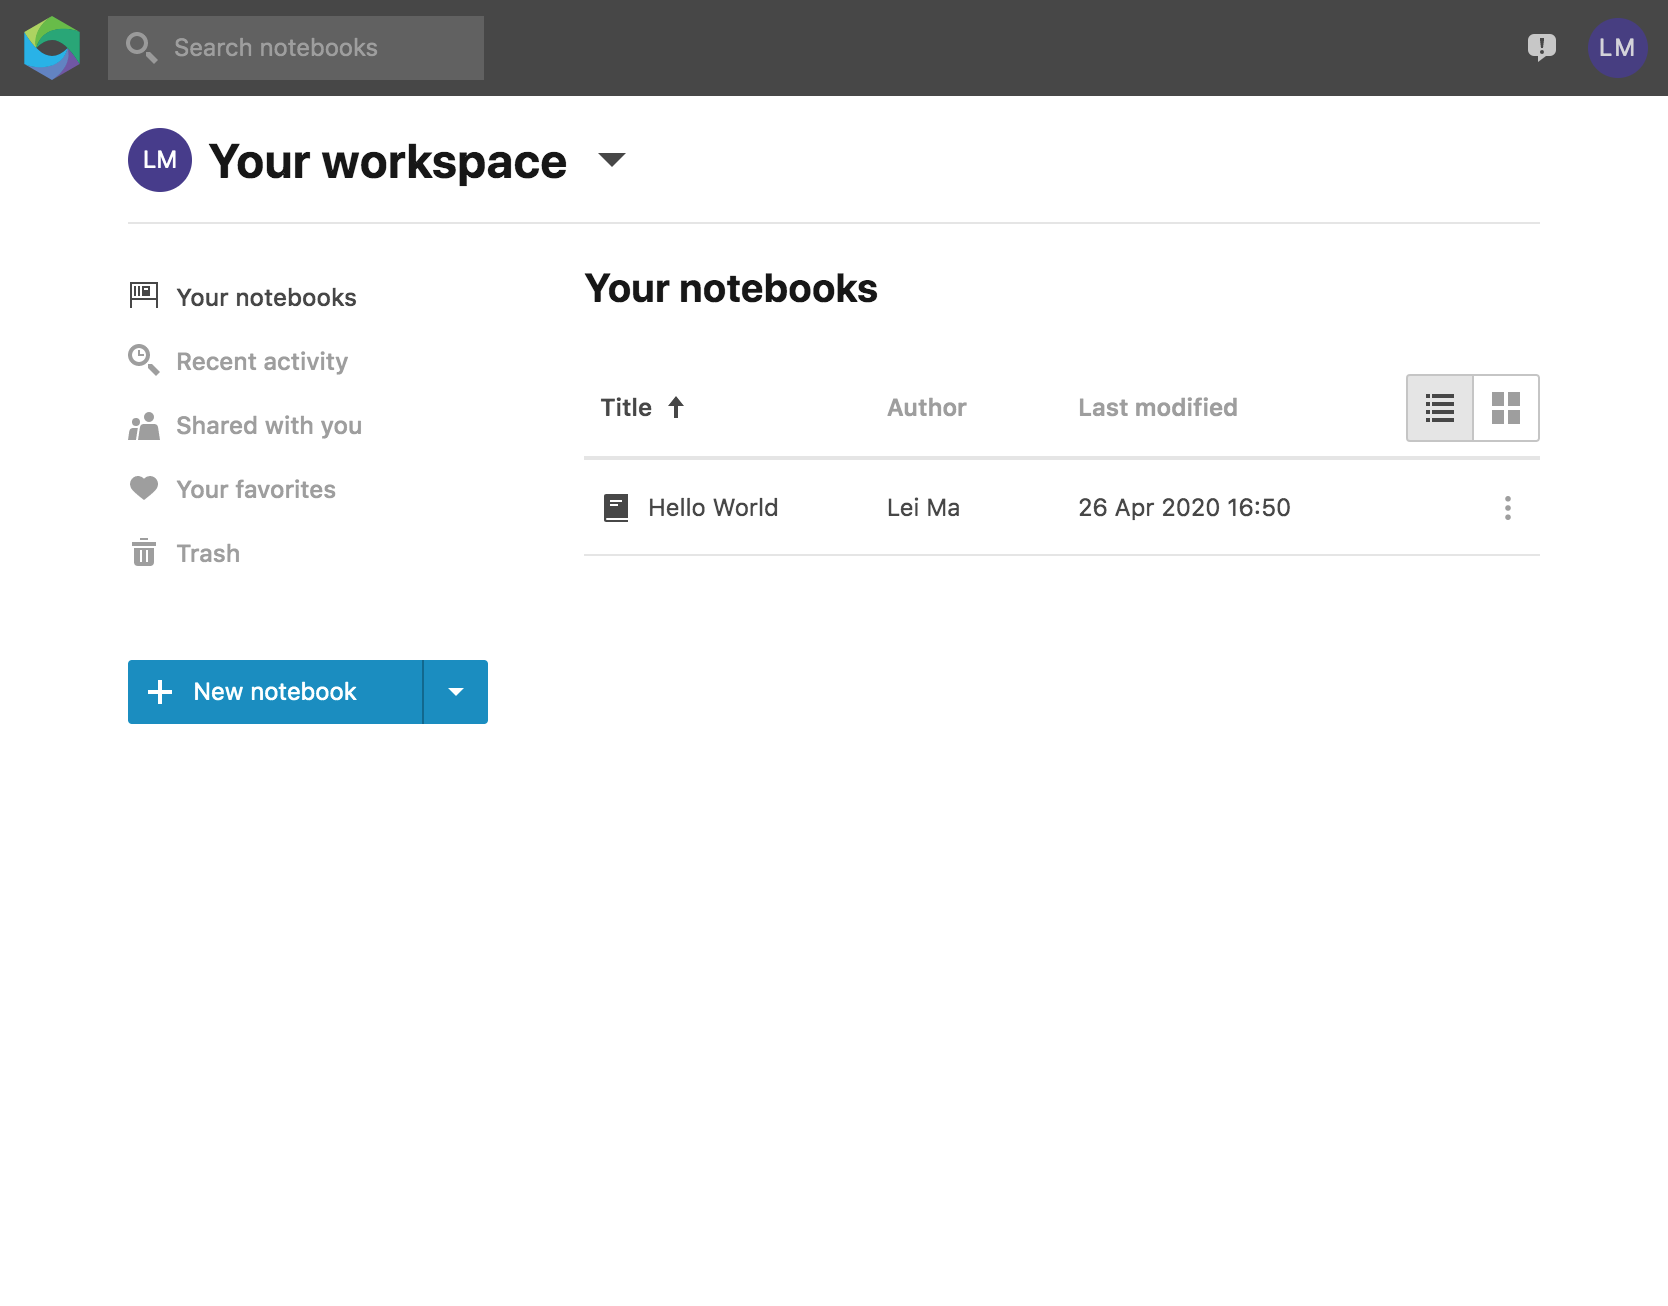 Search notebooks
LM
LM Your workspace
Your notebooks
Recent activity
Shared with you
Your favorites
Trash
New notebook
Your notebooks
Title Author Last modified
Hello World Lei Ma 26 Apr 2020 16:50